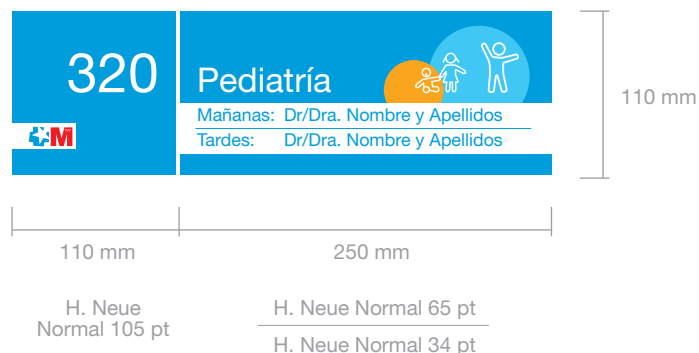 320
M
Pediatría
Mañanas: Dr/Dra. Nombre y Apellidos
Tardes: Dr/Dra. Nombre y Apellidos
110 mm
110 mm
250 mm
H. Neue
Normal 105 pt
H. Neue Normal 65 pt
H. Neue Normal 34 pt